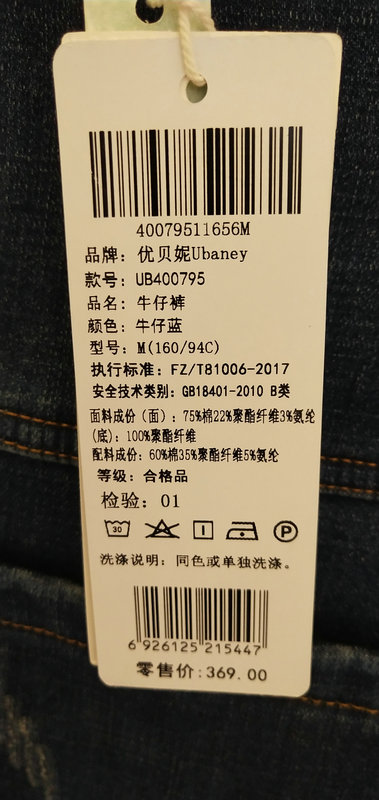 40079511656M
品牌：优贝妮Ubaney
款号：UB400795
品名：牛仔裤
颜色：牛仔蓝
型号：M(160/94C)
执行标准：FZ/T81006-2017
安全技术类别：GB18401-2010 B类
面料成份（面）：75%棉22%聚酯纤维3%氨纶
(底)：100%聚酯纤维
配料成份：60%棉35%聚酯纤维5%氨纶
等级：合格品
检验：01
30 P
洗涤说明：同色或单独洗涤。
6926125215447
零售价:369.00